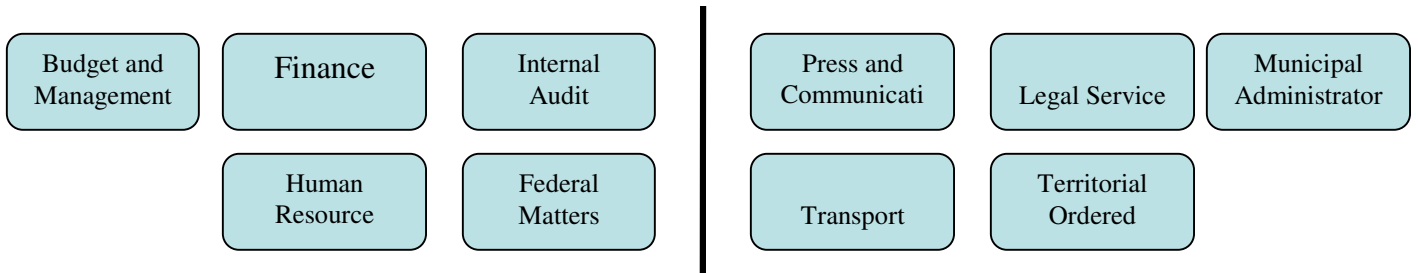 Budget and
Management
Finance
Internal
Audit
Press and
Communicati
Legal Service
Municipal
Administrator
Human
Resource
Federal
Matters
Transport
Territorial
Ordered